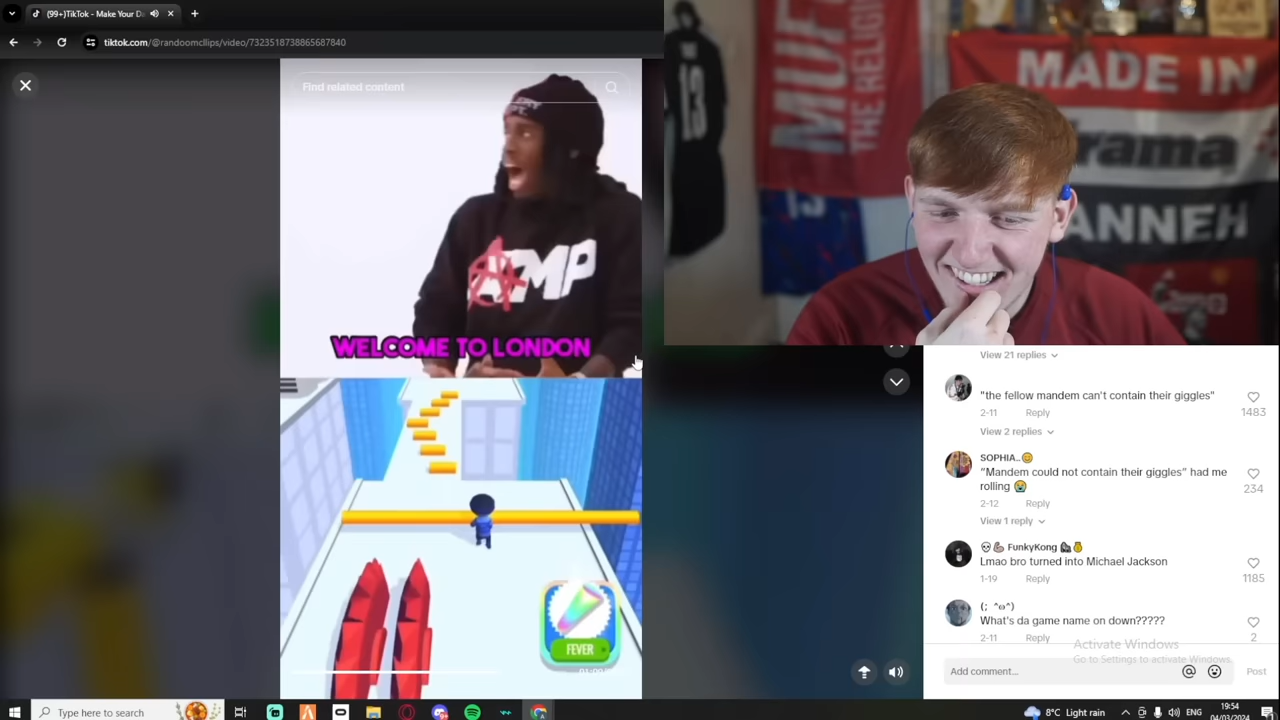 (99+)TikTok - Make Your D
tiktok.com/@randoomcllips/video/7323518738865687840
Find related content
AMP
WELCOME TO LONDON
FEVER
13
MUFC
THE RELIGION
MADE IN
13
View 21 replies
"the fellow mandem can't contain their giggles"
2-11 Reply
1483
View 2 replies
SOPHIA..😊
“Mandem could not contain their giggles” had me
rolling 😭
234
2-12 Reply
View 1 reply
💀🦾 FunkyKong 🦍🍍
Lmao bro turned into Michael Jackson
1-19 Reply
1185
(; ^ω^)
What's da game name on down?????
2-11 Reply
2
Activate Windows
Go to Settings to activate Windows.
Add comment...
Post
Type here to search
8°C Light rain
ENG
19:54
04/03/2024